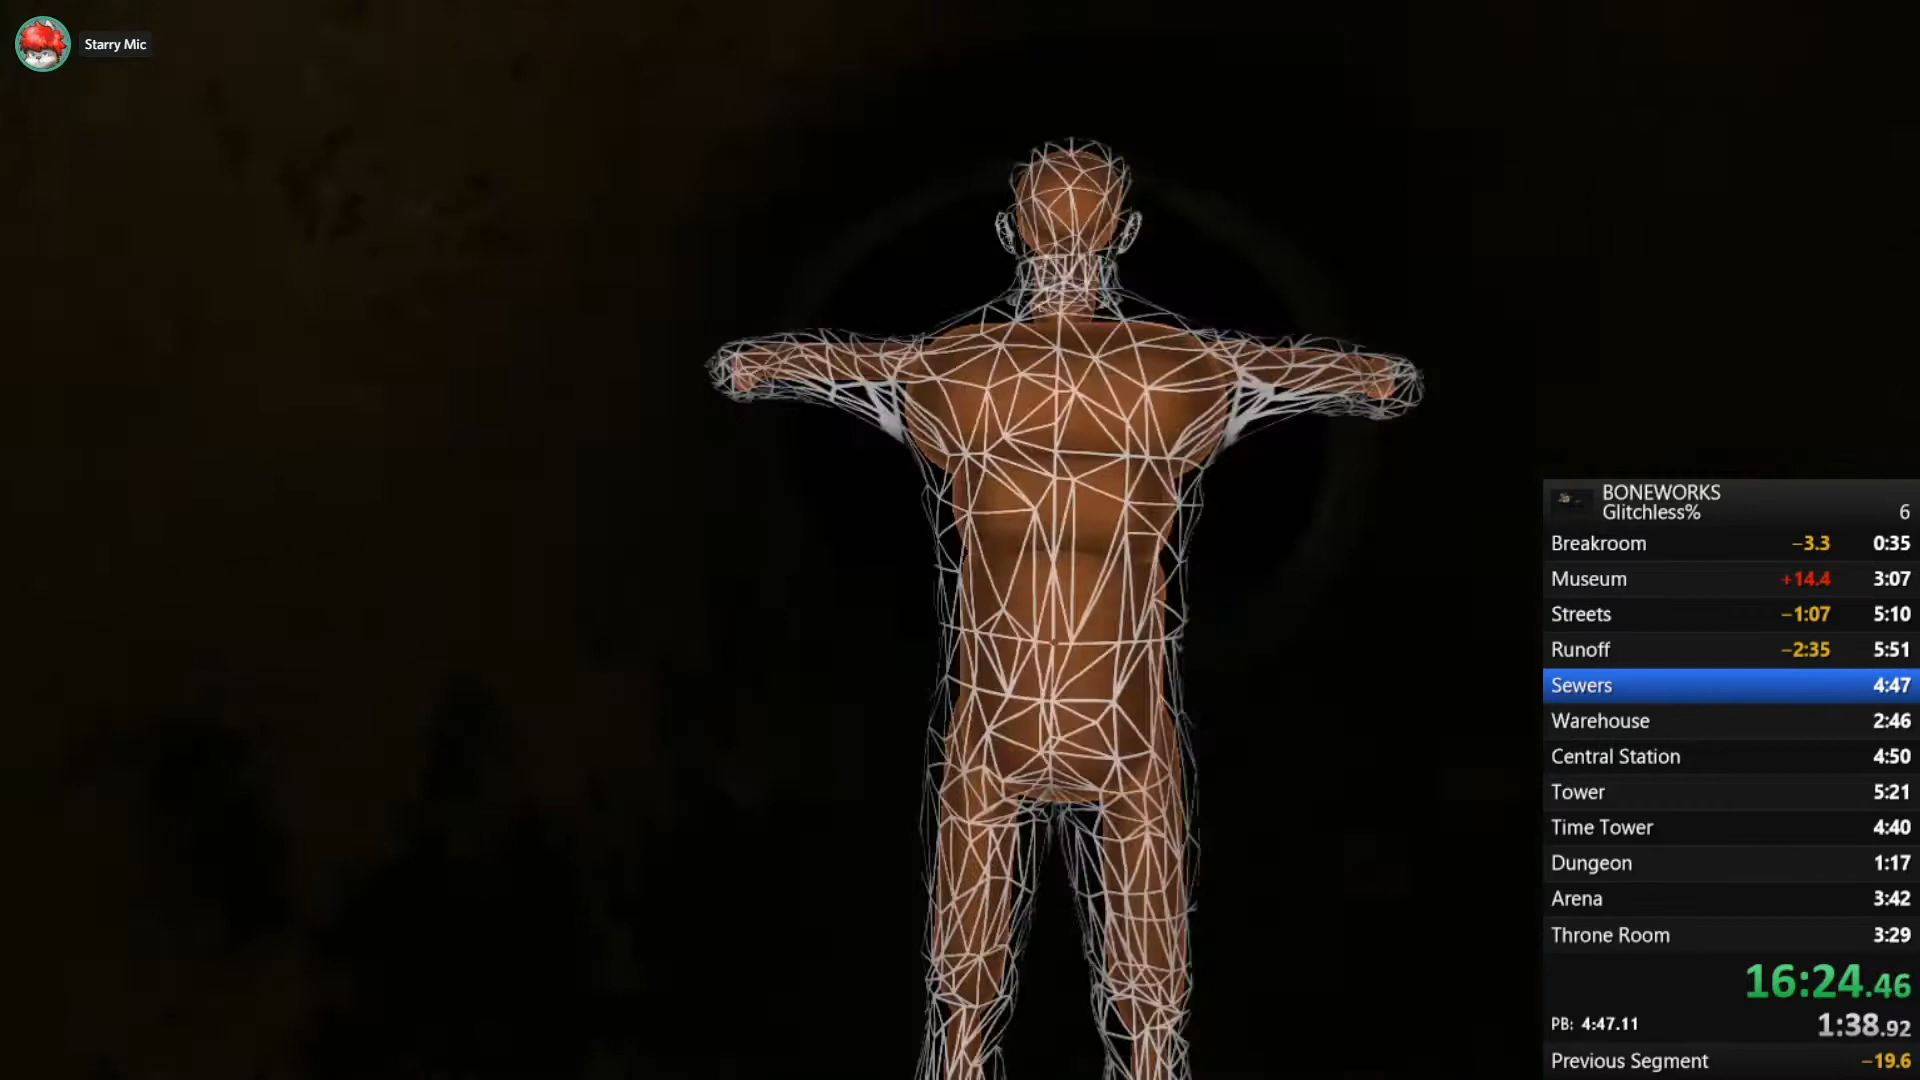 Starry Mic
BONEWORKS
Glitchless% 6
Breakroom −3.3 0:35
Museum +14.4 3:07
Streets −1:07 5:10
Runoff −2:35 5:51
Sewers 4:47
Warehouse 2:46
Central Station 4:50
Tower 5:21
Time Tower 4:40
Dungeon 1:17
Arena 3:42
Throne Room 3:29
16:24.46
PB: 4:47.11 1:38.92
Previous Segment −19.6